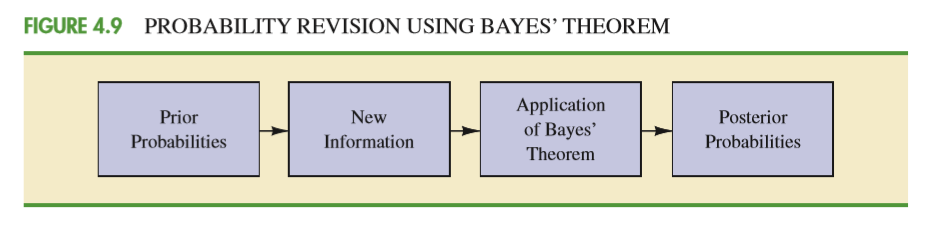 FIGURE 4.9 PROBABILITY REVISION USING BAYES’ THEOREM
Prior
Probabilities
New
Information
Application
of Bayes’
Theorem
Posterior
Probabilities